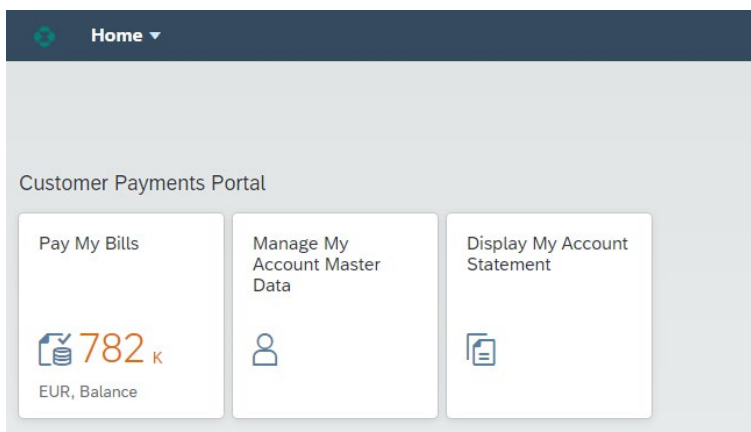 Home
Customer Payments Portal
Pay My Bills
782 K
EUR, Balance
Manage My
Account Master
Data
Display My Account
Statement